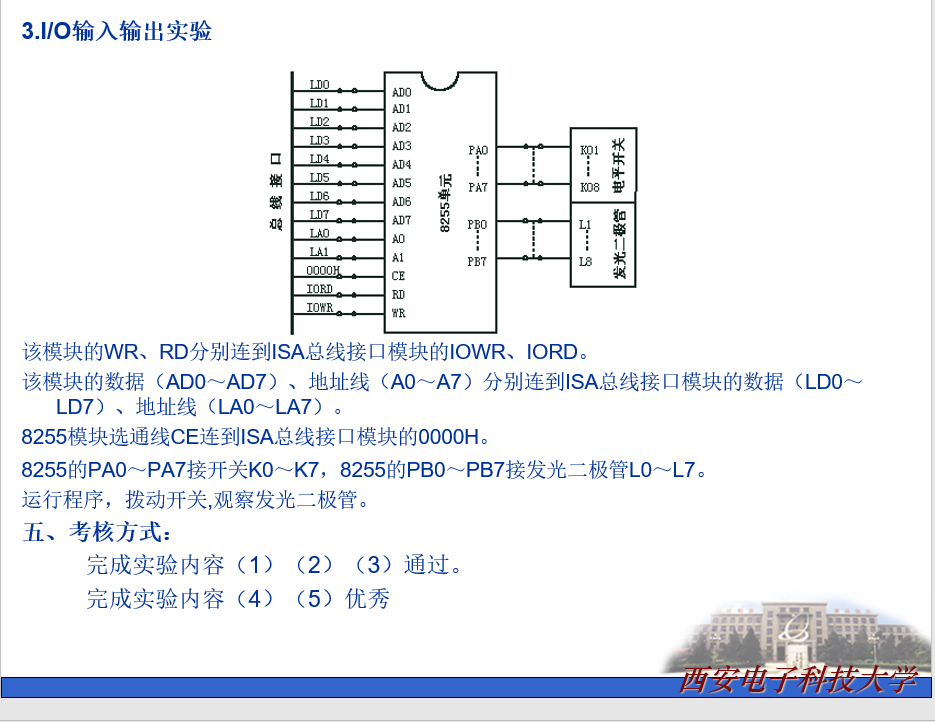 3.I/O输入输出实验
LD0
LD1
LD2
LD3
LD4
LD5
LD6
LD7
LA0
LA1
0000H
IORD
IOWR
总线接口
AD0
AD1
AD2
AD3
AD4
AD5
AD6
AD7
A0
A1
CE
RD
WR
8255单元
PA0
PA7
PB0
PB7
K01
K08
电平开关
L1
L8
发光二极管
该模块的WR、RD分别连到ISA总线接口模块的IOWR、IORD。
该模块的数据（AD0～AD7）、地址线（A0～A7）分别连到ISA总线接口模块的数据（LD0～
LD7）、地址线（LA0～LA7）。
8255模块选通线CE连到ISA总线接口模块的0000H。
8255的PA0～PA7接开关K0～K7，8255的PB0～PB7接发光二极管L0～L7。
运行程序，拨动开关,观察发光二极管。
五、考核方式：
完成实验内容（1）（2）（3）通过。
完成实验内容（4）（5）优秀
西安电子科技大学